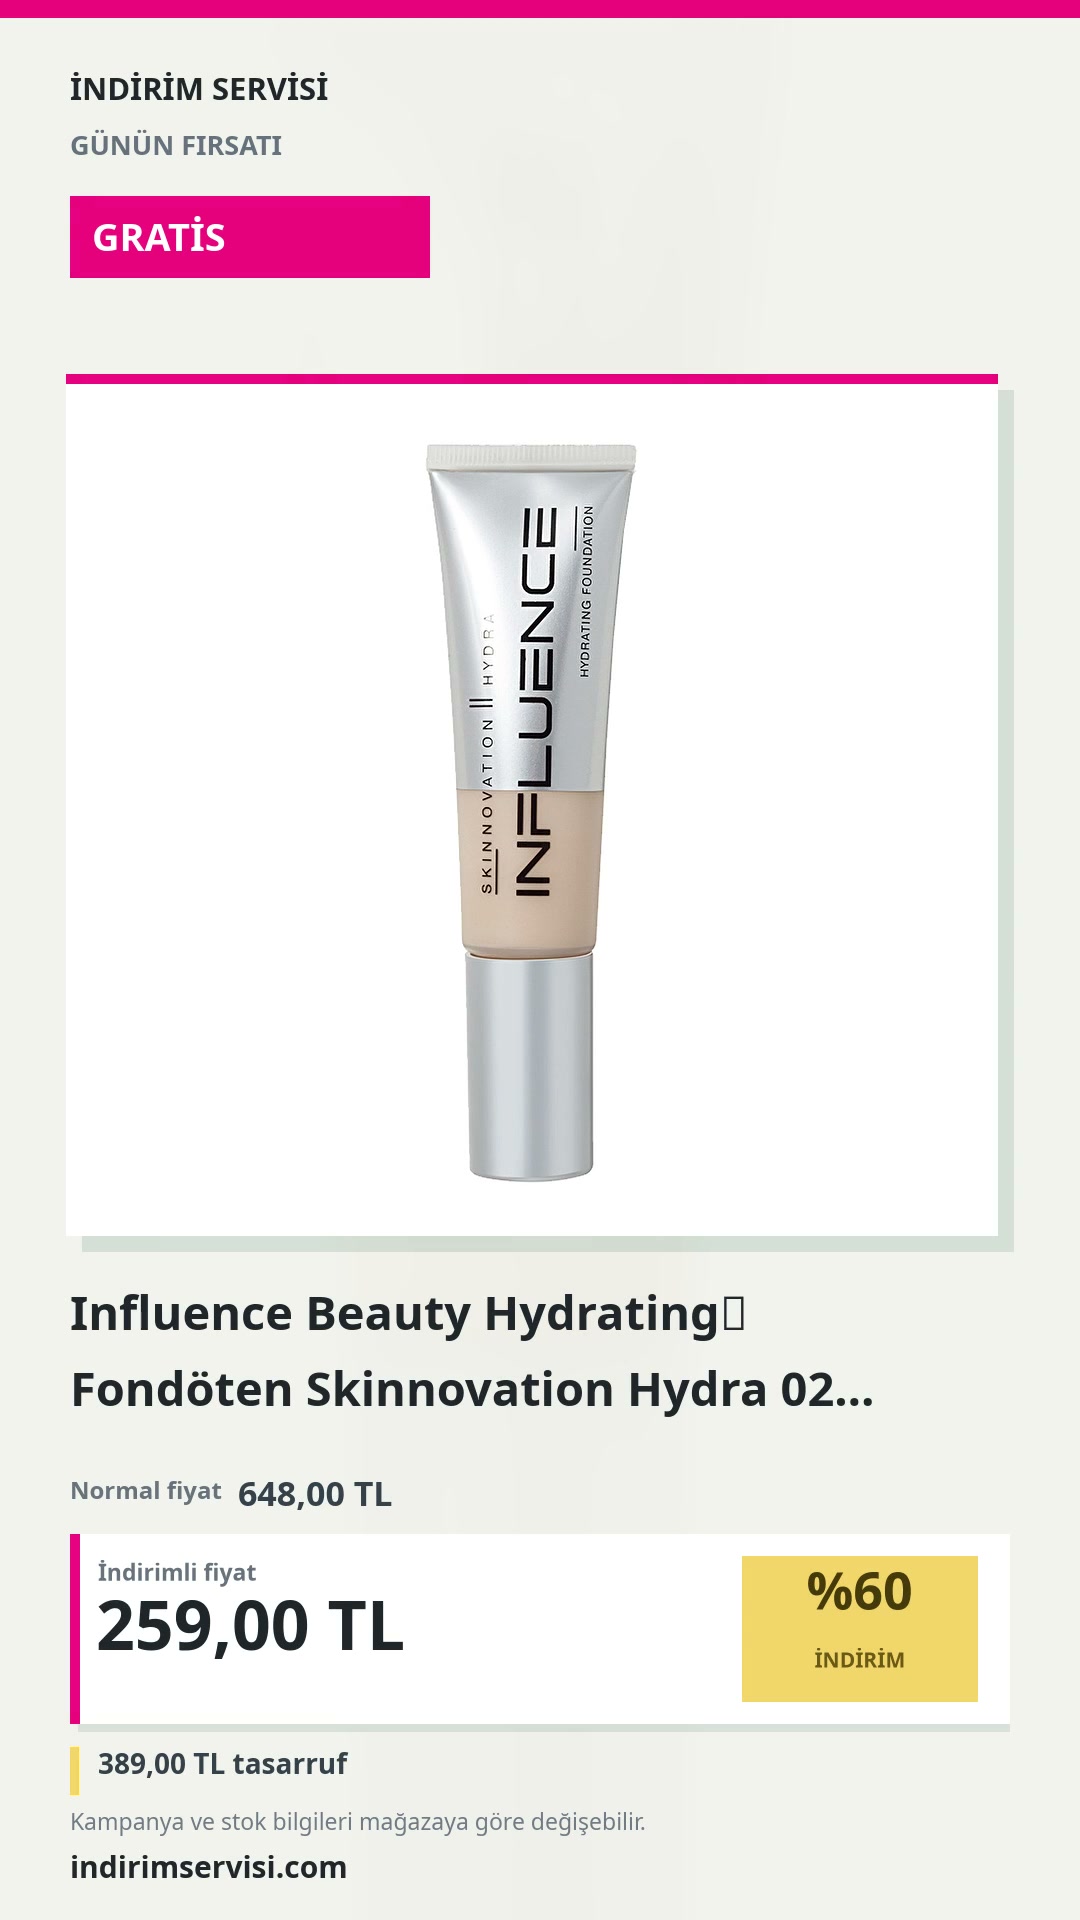 İNDİRİM SERVİSİ
GÜNÜN FIRSATI
GRATİS
SKINNOVATION || HYDRA
INFLUENCE
HYDRATING FOUNDATION
Influence Beauty Hydrating
Fondöten Skinnovation Hydra 02...
Normal fiyat 648,00 TL
İndirimli fiyat
259,00 TL
%60
İNDİRİM
389,00 TL tasarruf
Kampanya ve stok bilgileri mağazaya göre değişebilir.
indirimservisi.com